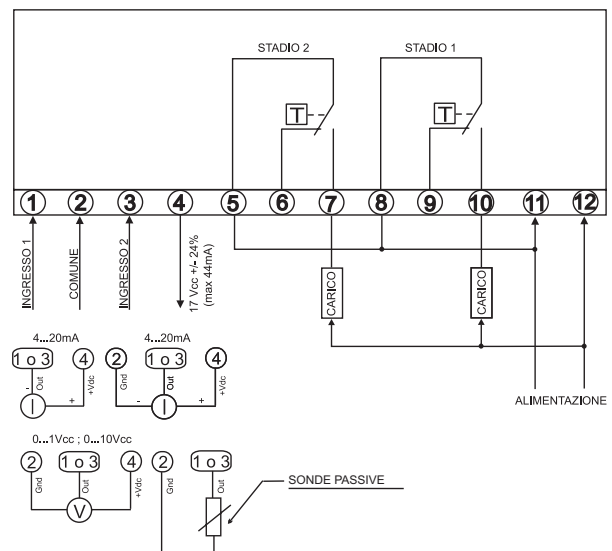 STADIO 2
STADIO 1
T
T
1 2 3 4 5 6 7 8 9 10 11 12
INGRESSO 1
COMUNE
INGRESSO 2
17 Vcc +/- 24%
(max 44mA)
CARICO
CARICO
ALIMENTAZIONE
4...20mA
1 o 3
4
-
Out
+
+Vdc
I
4...20mA
2
1 o 3
4
Gnd
-
Out
+
+Vdc
I
0...1Vcc ; 0...10Vcc
2
1 o 3
4
Gnd
Out
+Vdc
V
2
1 o 3
Gnd
Out
SONDE PASSIVE